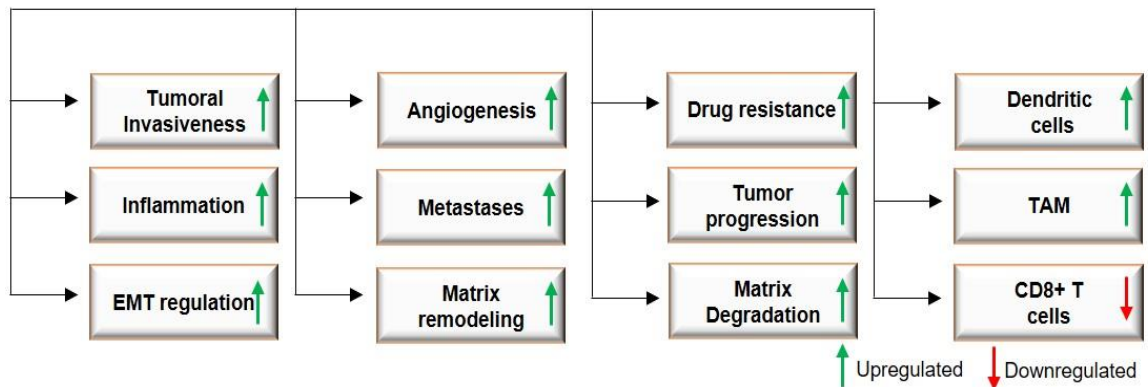 Tumoral
Invasiveness
Angiogenesis
Drug resistance
Dendritic
cells
Inflammation
Metastases
Tumor
progression
TAM
EMT regulation
Matrix
remodeling
Matrix
Degradation
CD8+ T
cells
Upregulated
Downregulated